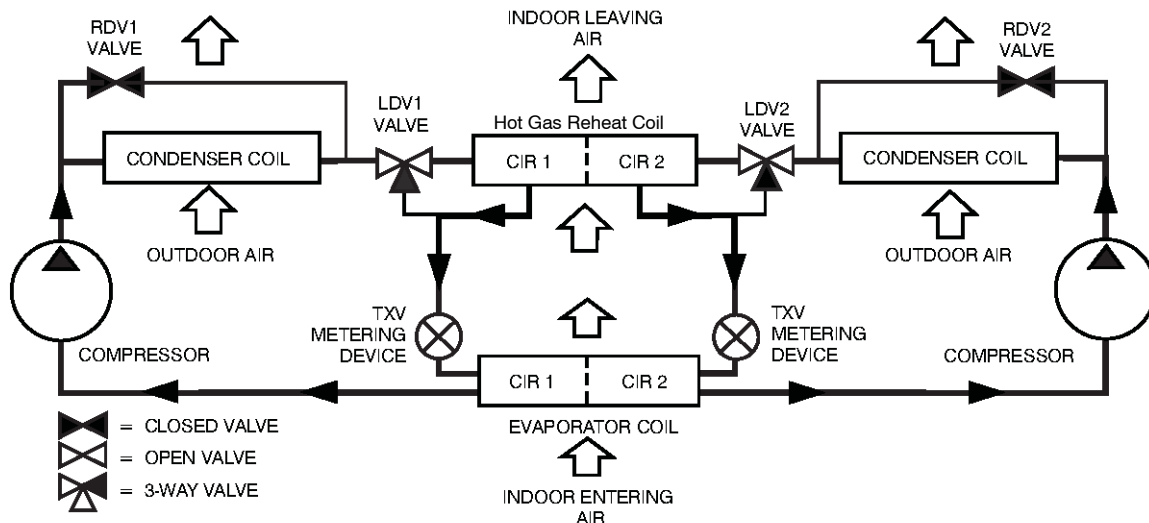 INDOOR LEAVING
AIR
RDV1
VALVE
RDV2
VALVE
LDV1
VALVE
Hot Gas Reheat Coil
LDV2
VALVE
CONDENSER COIL
CIR 1
CIR 2
CONDENSER COIL
OUTDOOR AIR
OUTDOOR AIR
TXV
METERING
DEVICE
TXV
METERING
DEVICE
COMPRESSOR
COMPRESSOR
CIR 1
CIR 2
EVAPORATOR COIL
= CLOSED VALVE
= OPEN VALVE
= 3-WAY VALVE
INDOOR ENTERING
AIR